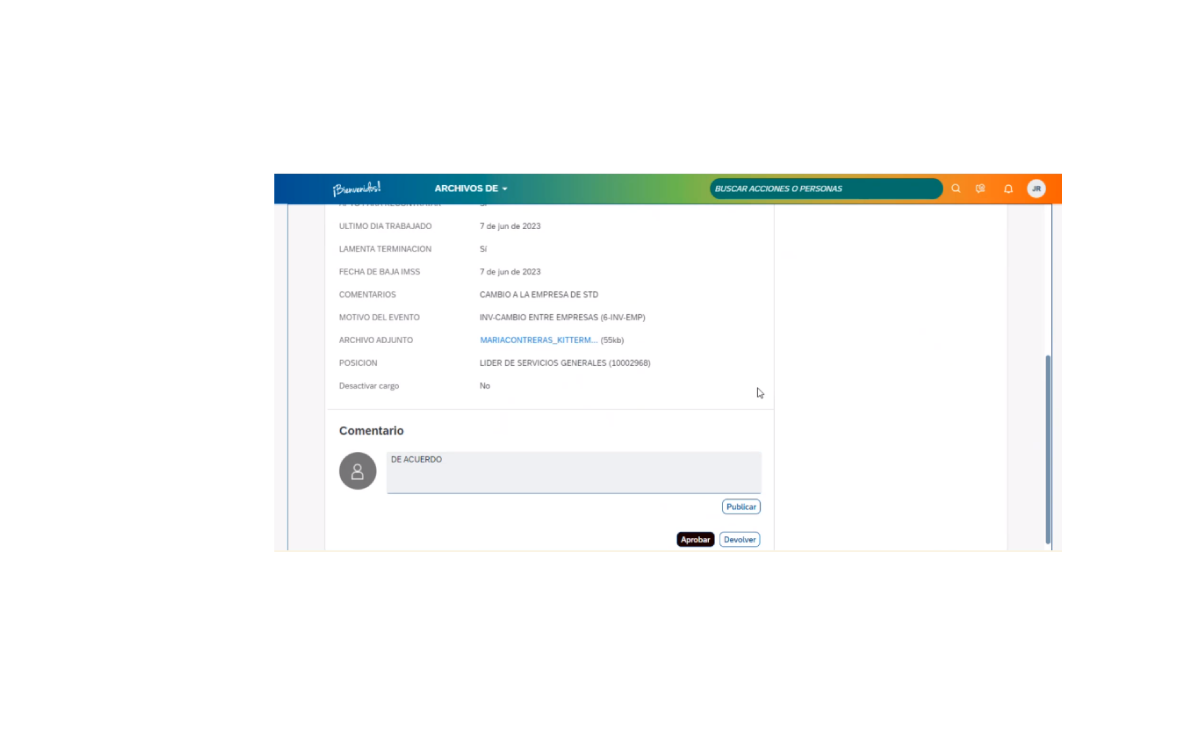 ¡Bienvenidos!
ARCHIVOS DE
BUSCAR ACCIONES O PERSONAS
JR
ULTIMO DIA TRABAJADO 7 de jun de 2023
LAMENTA TERMINACION Sí
FECHA DE BAJA IMSS 7 de jun de 2023
COMENTARIOS CAMBIO A LA EMPRESA DE STD
MOTIVO DEL EVENTO INV-CAMBIO ENTRE EMPRESAS (6-INV-EMP)
ARCHIVO ADJUNTO MARIACONTRERAS_KITTERM... (55kb)
POSICION LIDER DE SERVICIOS GENERALES (10002968)
Desactivar cargo No
Comentario
DE ACUERDO
Publicar
Aprobar Devolver